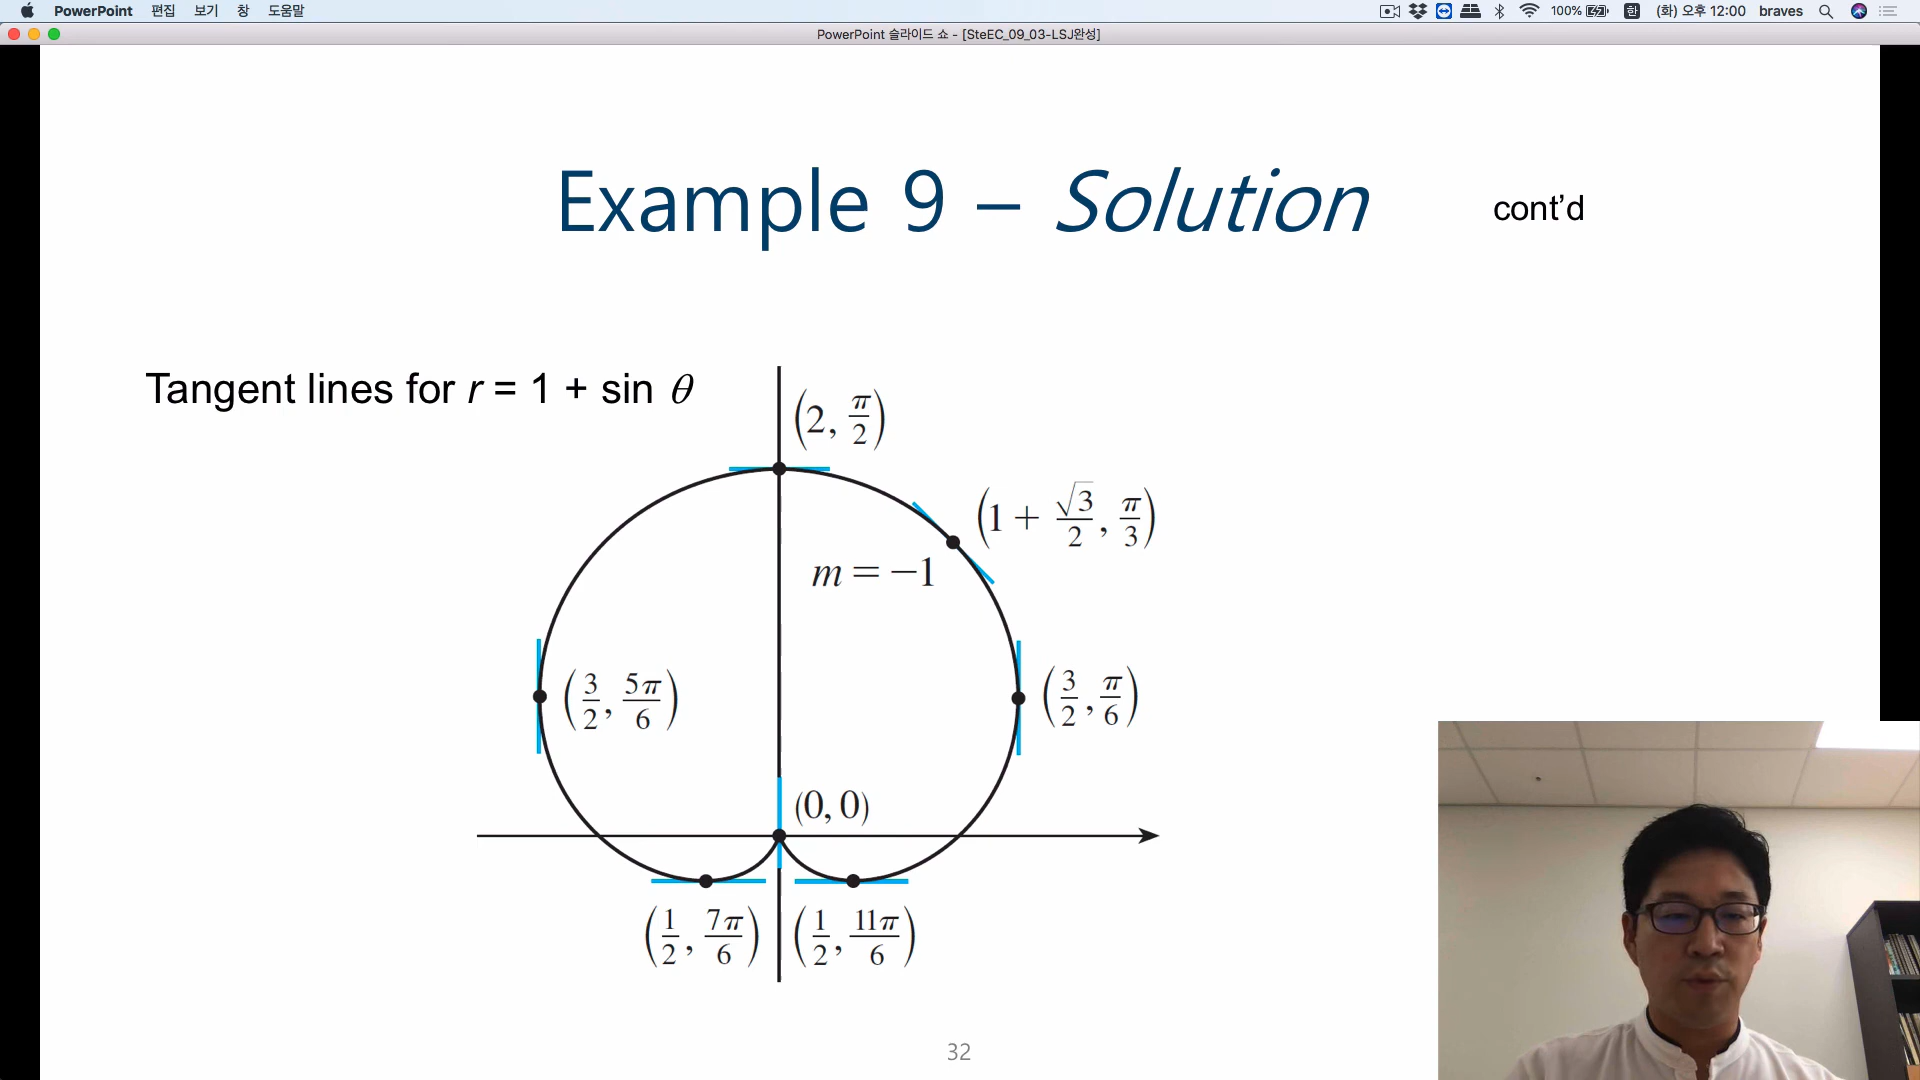 PowerPoint 편집 보기 창 도움말 100% 한 (화) 오후 12:00 braves
PowerPoint 슬라이드 쇼 - [SteEC_09_03-LSJ완성]
Example 9 – Solution cont’d
Tangent lines for r = 1 + sin θ
(2, π/2)
(1 + √3/2, π/3)
m = −1
(3/2, 5π/6) (3/2, π/6)
(0, 0)
(1/2, 7π/6) (1/2, 11π/6)
32